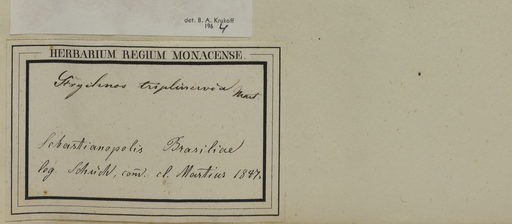 det. B. A. Krukoff
196 4
HERBARIUM REGIUM MONACENSE.
Strychnos triplinervia Mart
Sebastianopolis Brasiliae
leg. Schüch, com. cl. Martius 1847.